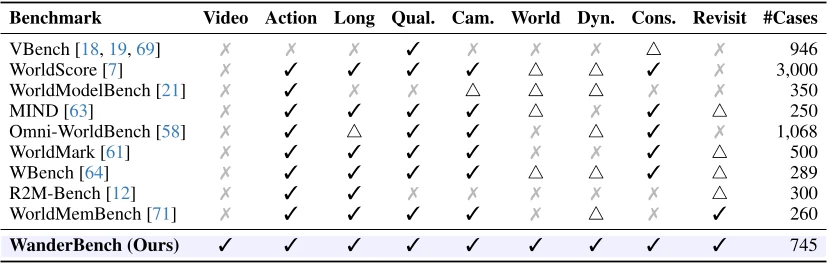 Benchmark Video Action Long Qual. Cam. World Dyn. Cons. Revisit #Cases
VBench [18, 19, 69] ✗ ✗ ✗ ✓ ✗ ✗ ✗ △ ✗ 946
WorldScore [7] ✗ ✓ ✓ ✓ ✓ △ △ ✓ ✗ 3,000
WorldModelBench [21] ✗ ✓ ✗ ✗ △ △ △ △ ✗ 350
MIND [63] ✗ ✓ ✓ ✓ ✓ △ ✗ ✓ △ 250
Omni-WorldBench [58] ✗ ✓ △ ✓ ✓ ✗ △ ✓ ✗ 1,068
WorldMark [61] ✗ ✓ ✓ ✓ ✓ ✗ ✗ ✓ △ 500
WBench [64] ✗ ✓ ✓ ✓ ✓ △ △ ✓ △ 289
R2M-Bench [12] ✗ ✓ ✓ ✗ ✗ ✗ ✗ ✗ △ 300
WorldMemBench [71] ✗ ✓ ✓ ✓ ✓ ✗ △ ✗ ✓ 260
WanderBench (Ours) ✓ ✓ ✓ ✓ ✓ ✓ ✓ ✓ ✓ 745